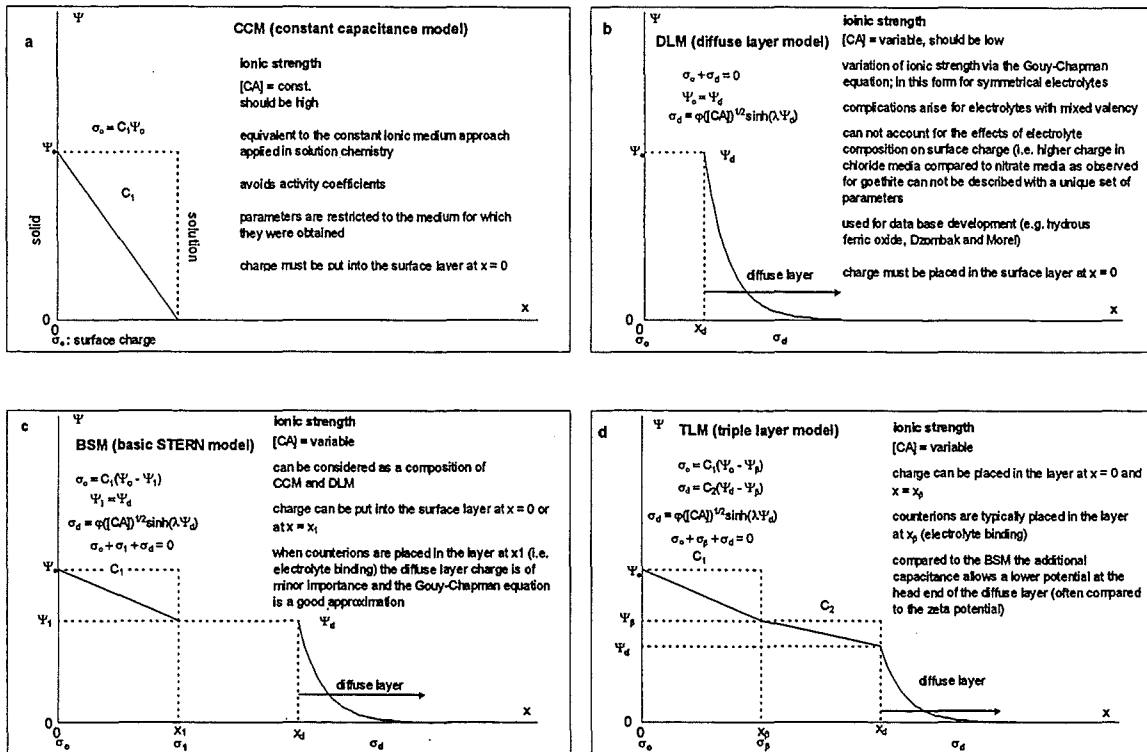 a
Ψ
CCM (constant capacitance model)
ionic strength
[CA] = const.
should be high
σₒ = C₁Ψₒ
equivalent to the constant ionic medium approach
applied in solution chemistry
avoids activity coefficients
parameters are restricted to the medium for which
they were obtained
charge must be put into the surface layer at x = 0
Ψₒ
C₁
solid
solution
x
0
0
σₒ : surface charge
b
Ψ
DLM (diffuse layer model)
ioinic strength
[CA] = variable, should be low
σₒ + σd = 0
Ψₒ = Ψd
σd = φ([CA])^1/2 sinh(λΨd)
variation of ionic strength via the Gouy-Chapman
equation; in this form for symmetrical electrolytes
complications arise for electrolytes with mixed valency
can not account for the effects of electrolyte
composition on surface charge (i.e. higher charge in
chloride media compared to nitrate media as observed
for goethite can not be described with a unique set of
parameters
used for data base development (e.g. hydrous
ferric oxide, Dzombak and Morel)
charge must be placed in the surface layer at x = 0
Ψₒ
Ψd
diffuse layer
x
0
0
xd
σₒ
σd
c
Ψ
BSM (basic STERN model)
ionic strength
[CA] = variable
σₒ = C₁(Ψₒ - Ψ₁)
Ψ₁ = Ψd
σd = φ([CA])^1/2 sinh(λΨd)
σₒ + σ₁ + σd = 0
can be considered as a composition of
CCM and DLM
charge can be put into the surface layer at x = 0 or
at x = x₁
when counterions are placed in the layer at x1 (i.e.
electrolyte binding) the diffuse layer charge is of
minor importance and the Gouy-Chapman equation
is a good approximation
C₁
Ψₒ
Ψ₁
Ψd
diffuse layer
x
0
0
x₁
xd
σₒ
σ₁
σd
d
Ψ
TLM (triple layer model)
ionic strength
[CA] = variable
σₒ = C₁(Ψₒ - Ψβ)
σd = C₂(Ψd - Ψβ)
σd = φ([CA])^1/2 sinh(λΨd)
σₒ + σβ + σd = 0
charge can be placed in the layer at x = 0 and
x = xβ
counterions are typically placed in the layer
at xβ (electrolyte binding)
compared to the BSM the additional
capacitance allows a lower potential at the
head end of the diffuse layer (often compared
to the zeta potential)
C₁
C₂
Ψₒ
Ψβ
Ψd
diffuse layer
x
0
0
xβ
xd
σₒ
σβ
σd